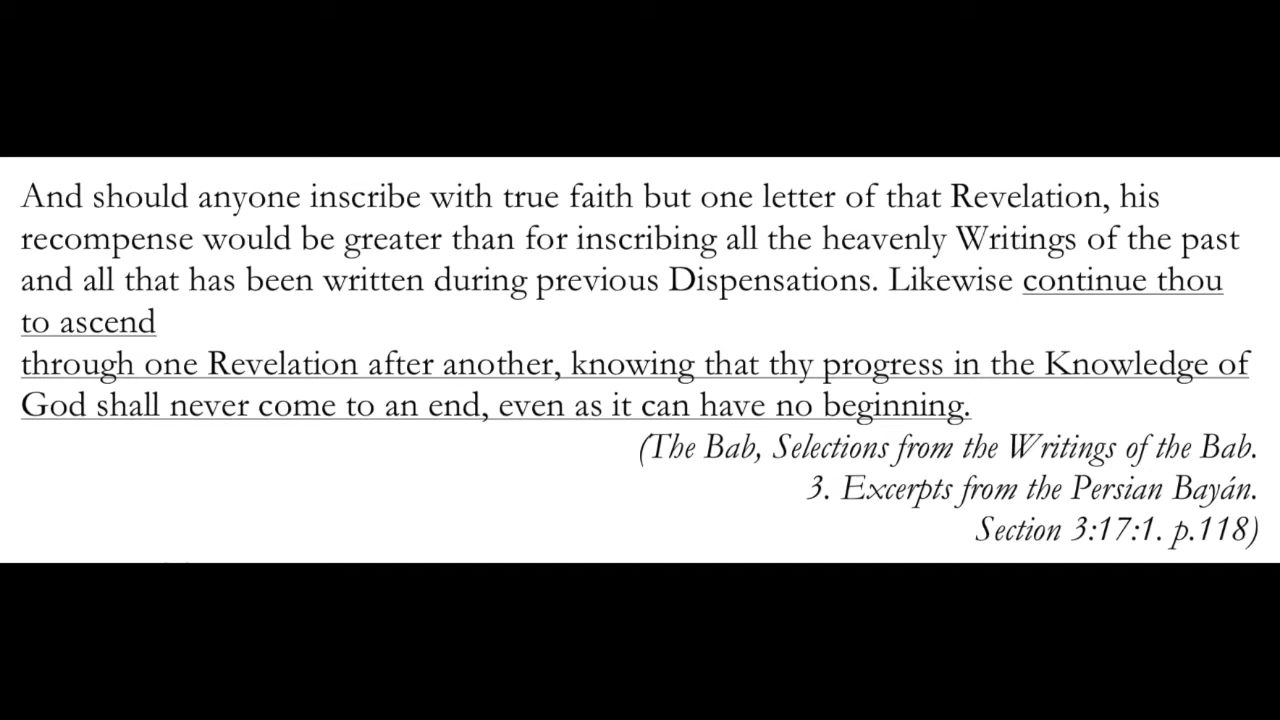 And should anyone inscribe with true faith but one letter of that Revelation, his
recompense would be greater than for inscribing all the heavenly Writings of the past
and all that has been written during previous Dispensations. Likewise continue thou
to ascend
through one Revelation after another, knowing that thy progress in the Knowledge of
God shall never come to an end, even as it can have no beginning.
(The Bab, Selections from the Writings of the Bab.
3. Excerpts from the Persian Bayán.
Section 3:17:1. p.118)